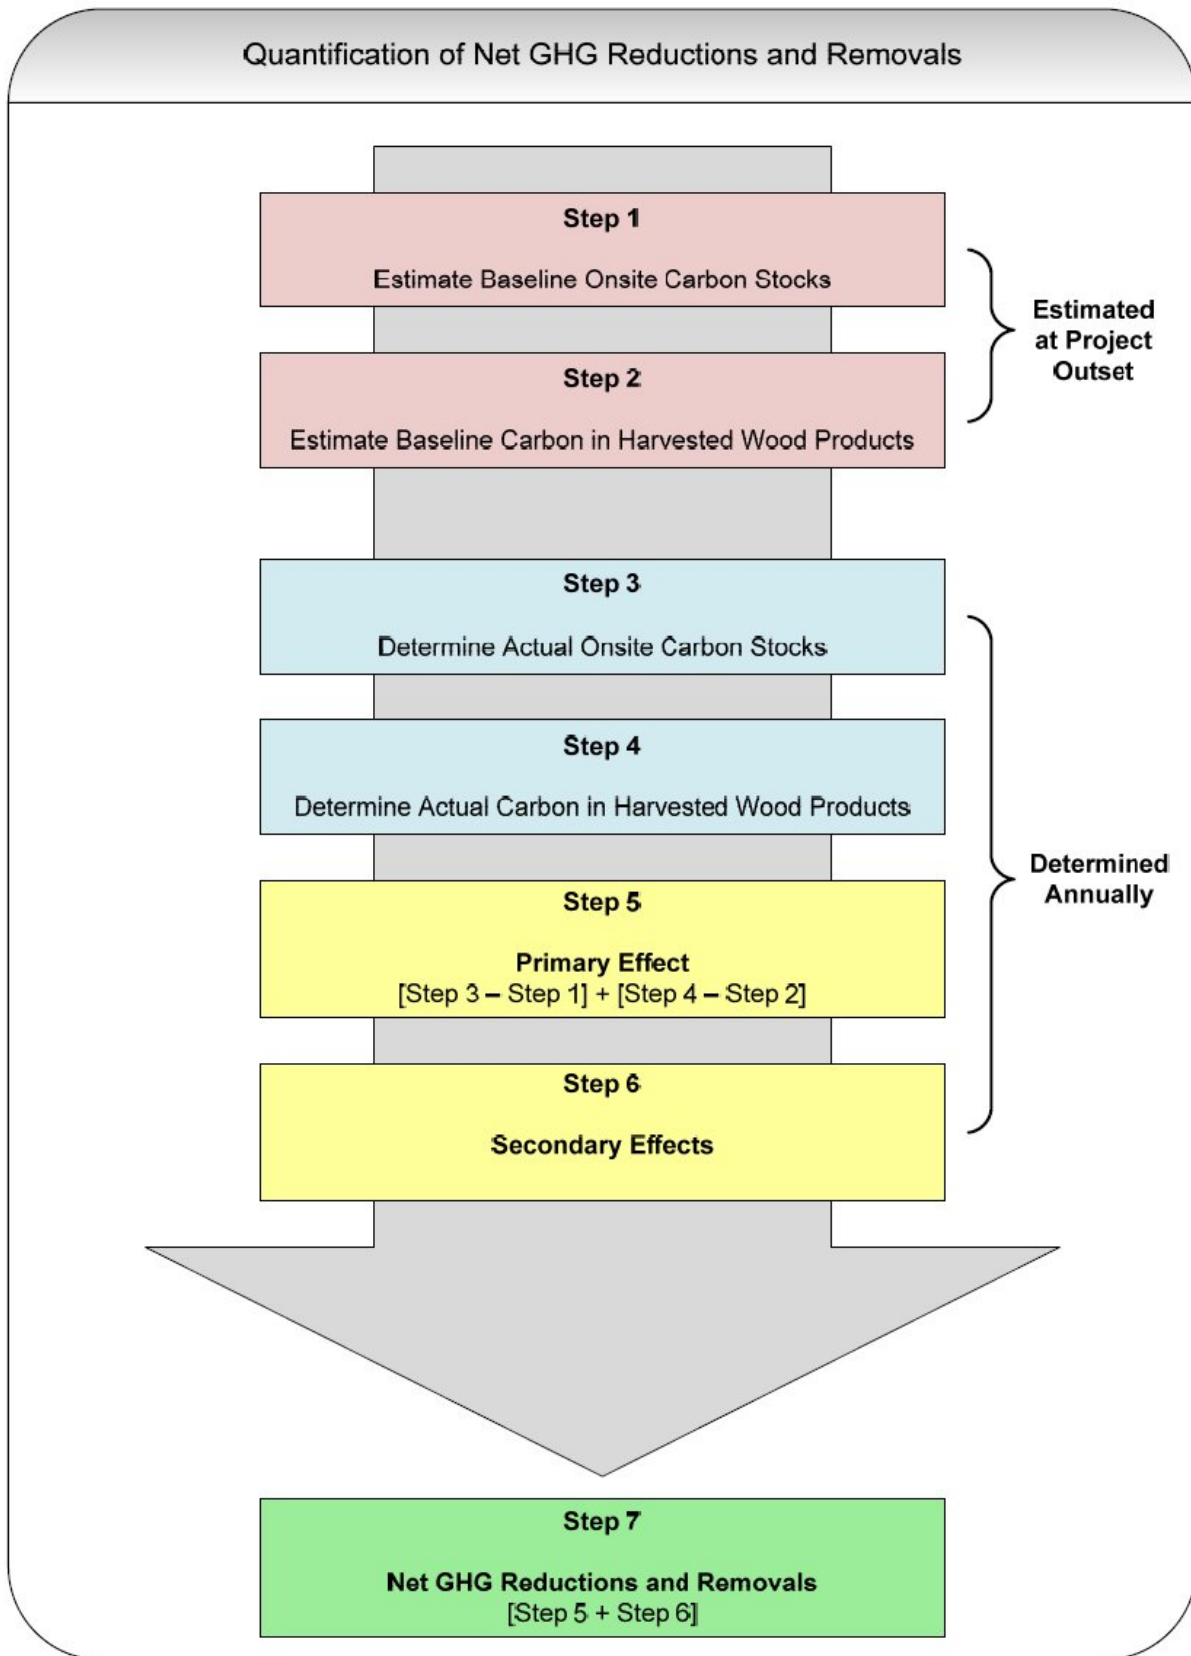 Quantification of Net GHG Reductions and Removals
Step 1
Estimate Baseline Onsite Carbon Stocks
Step 2
Estimate Baseline Carbon in Harvested Wood Products
Estimated
at Project
Outset
Step 3
Determine Actual Onsite Carbon Stocks
Step 4
Determine Actual Carbon in Harvested Wood Products
Step 5
Primary Effect
[Step 3 – Step 1] + [Step 4 – Step 2]
Step 6
Secondary Effects
Determined
Annually
Step 7
Net GHG Reductions and Removals
[Step 5 + Step 6]